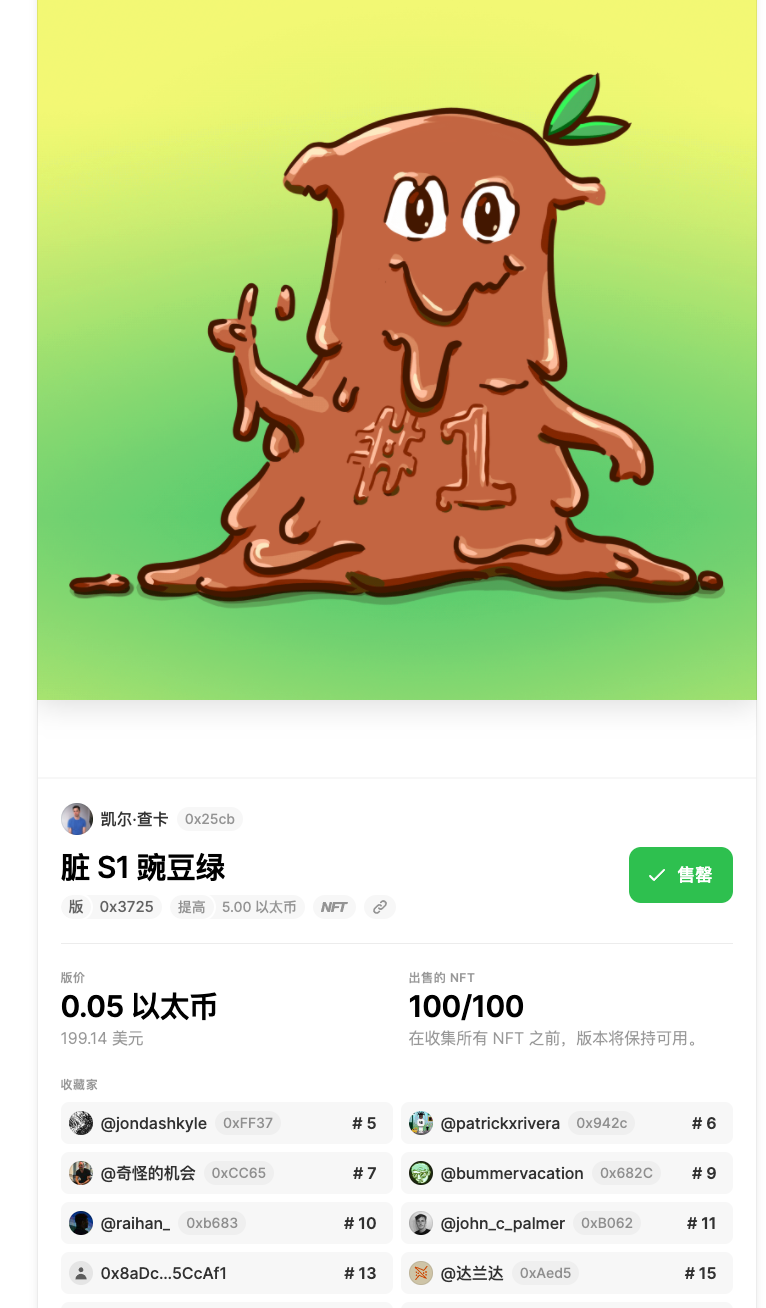 #1
凯尔·查卡 0x25cb
脏 S1 豌豆绿
售罄
版 0x3725 提高 5.00 以太币 NFT
版价
0.05 以太币
199.14 美元
出售的 NFT
100/100
在收集所有 NFT 之前，版本将保持可用。
收藏家
@jondashkyle 0xFF37 # 5
@patrickxrivera 0x942c # 6
@奇怪的机会 0xCC65 # 7
@bummervacation 0x682C # 9
@raihan_ 0xb683 # 10
@john_c_palmer 0xB062 # 11
0x8aDc...5CcAf1 # 13
@达兰达 0xAed5 # 15